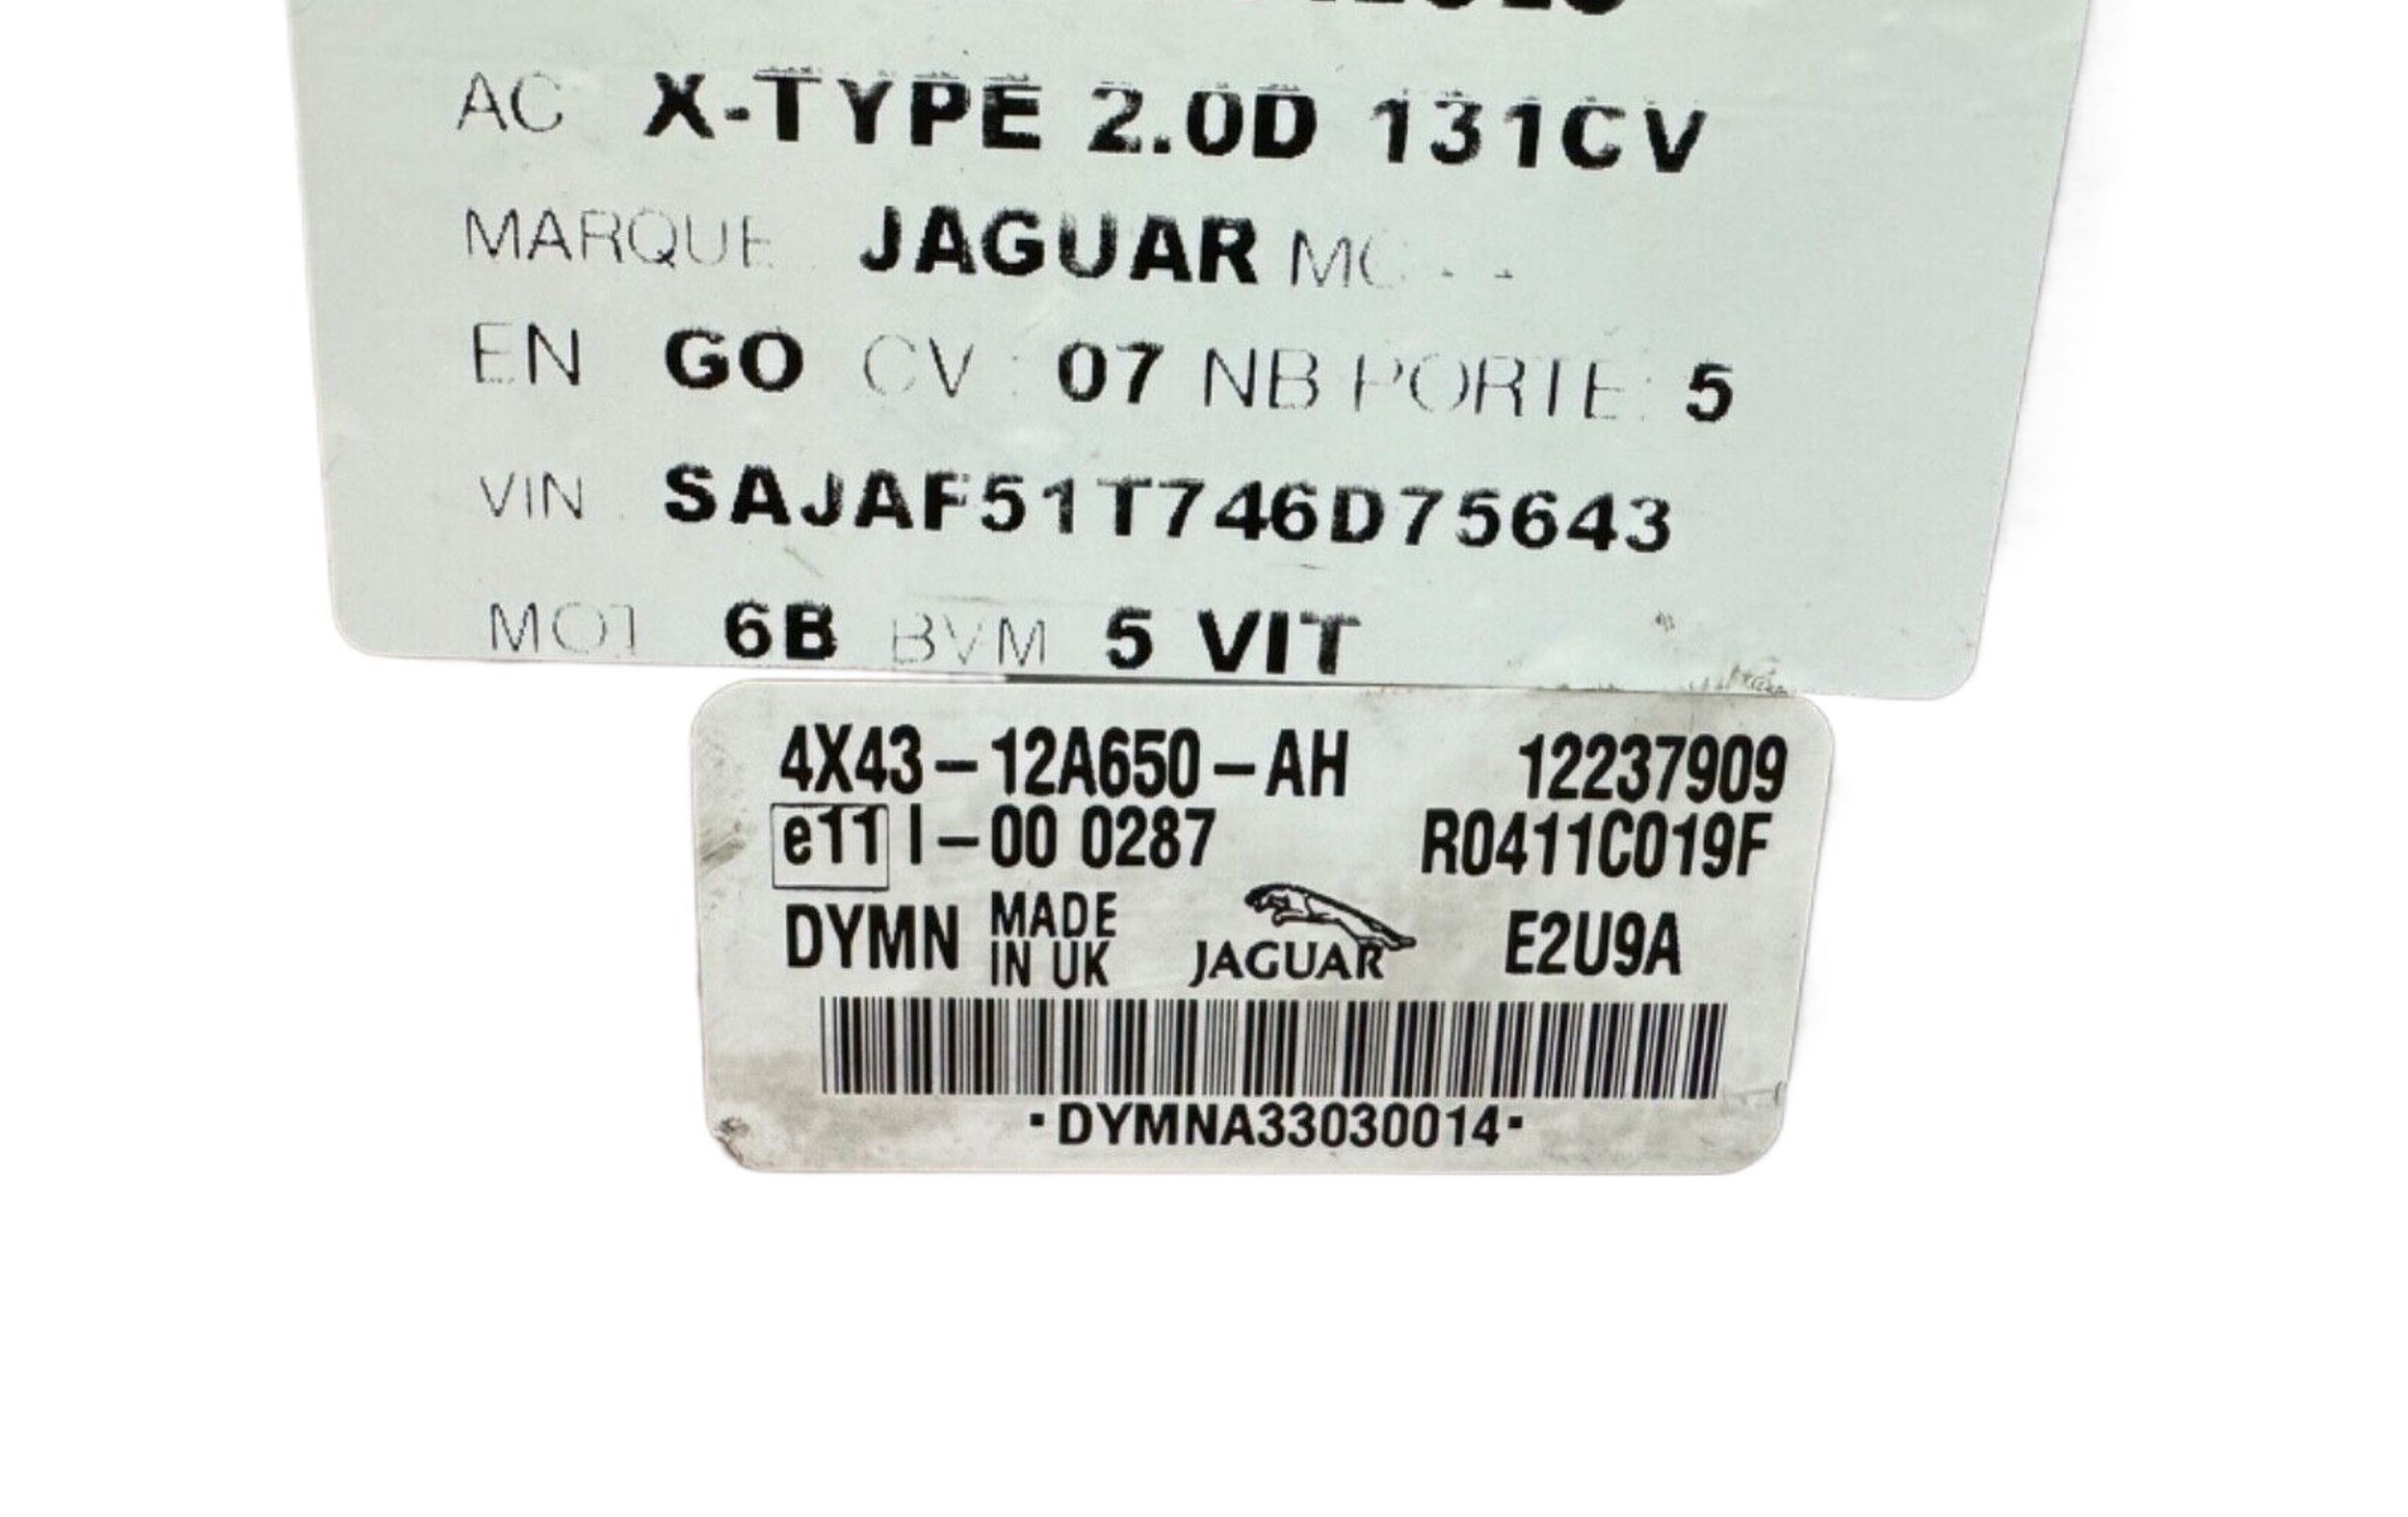 AC X-TYPE 2.0D 131CV
MARQUE JAGUAR
EN GO CV : 07 NB PORTE : 5
VIN SAJAF51T746D75643
MOT 6B BVM 5 VIT
4X43-12A650-AH 12237909
e11 I-00 0287 R0411C019F
DYMN MADE IN UK JAGUAR E2U9A
·DYMNA33030014·